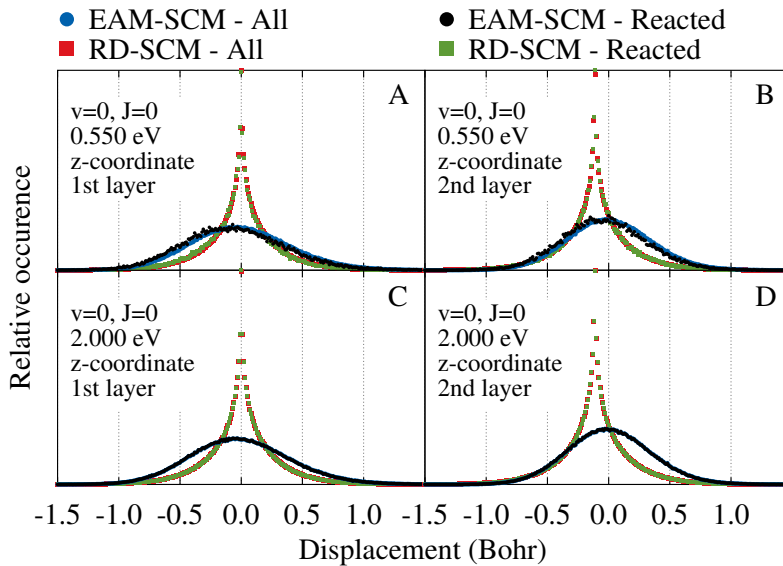 EAM-SCM - All
EAM-SCM - Reacted
RD-SCM - All
RD-SCM - Reacted
A
v=0, J=0
0.550 eV
z-coordinate
1st layer
B
v=0, J=0
0.550 eV
z-coordinate
2nd layer
C
v=0, J=0
2.000 eV
z-coordinate
1st layer
D
v=0, J=0
2.000 eV
z-coordinate
2nd layer
Relative occurence
-1.5 -1.0 -0.5 0.0 0.5 1.0 -1.5 -1.0 -0.5 0.0 0.5 1.0
Displacement (Bohr)